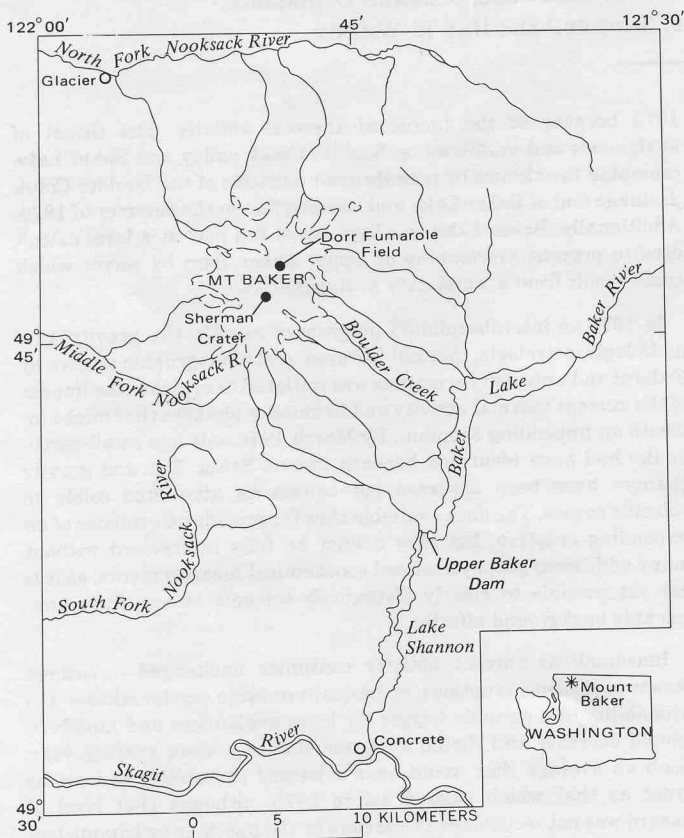 122°00'
45'
121°30'
North Fork Nooksack River
Glacier
Dorr Fumarole
Field
MT BAKER
Sherman
Crater
Boulder Creek
Baker River
49°
45'
Middle Fork Nooksack R
Baker Lake
Nooksack River
South Fork
Upper Baker
Dam
Lake
Shannon
Mount
Baker
WASHINGTON
Concrete
Skagit River
49°
30'
0 5 10 KILOMETERS